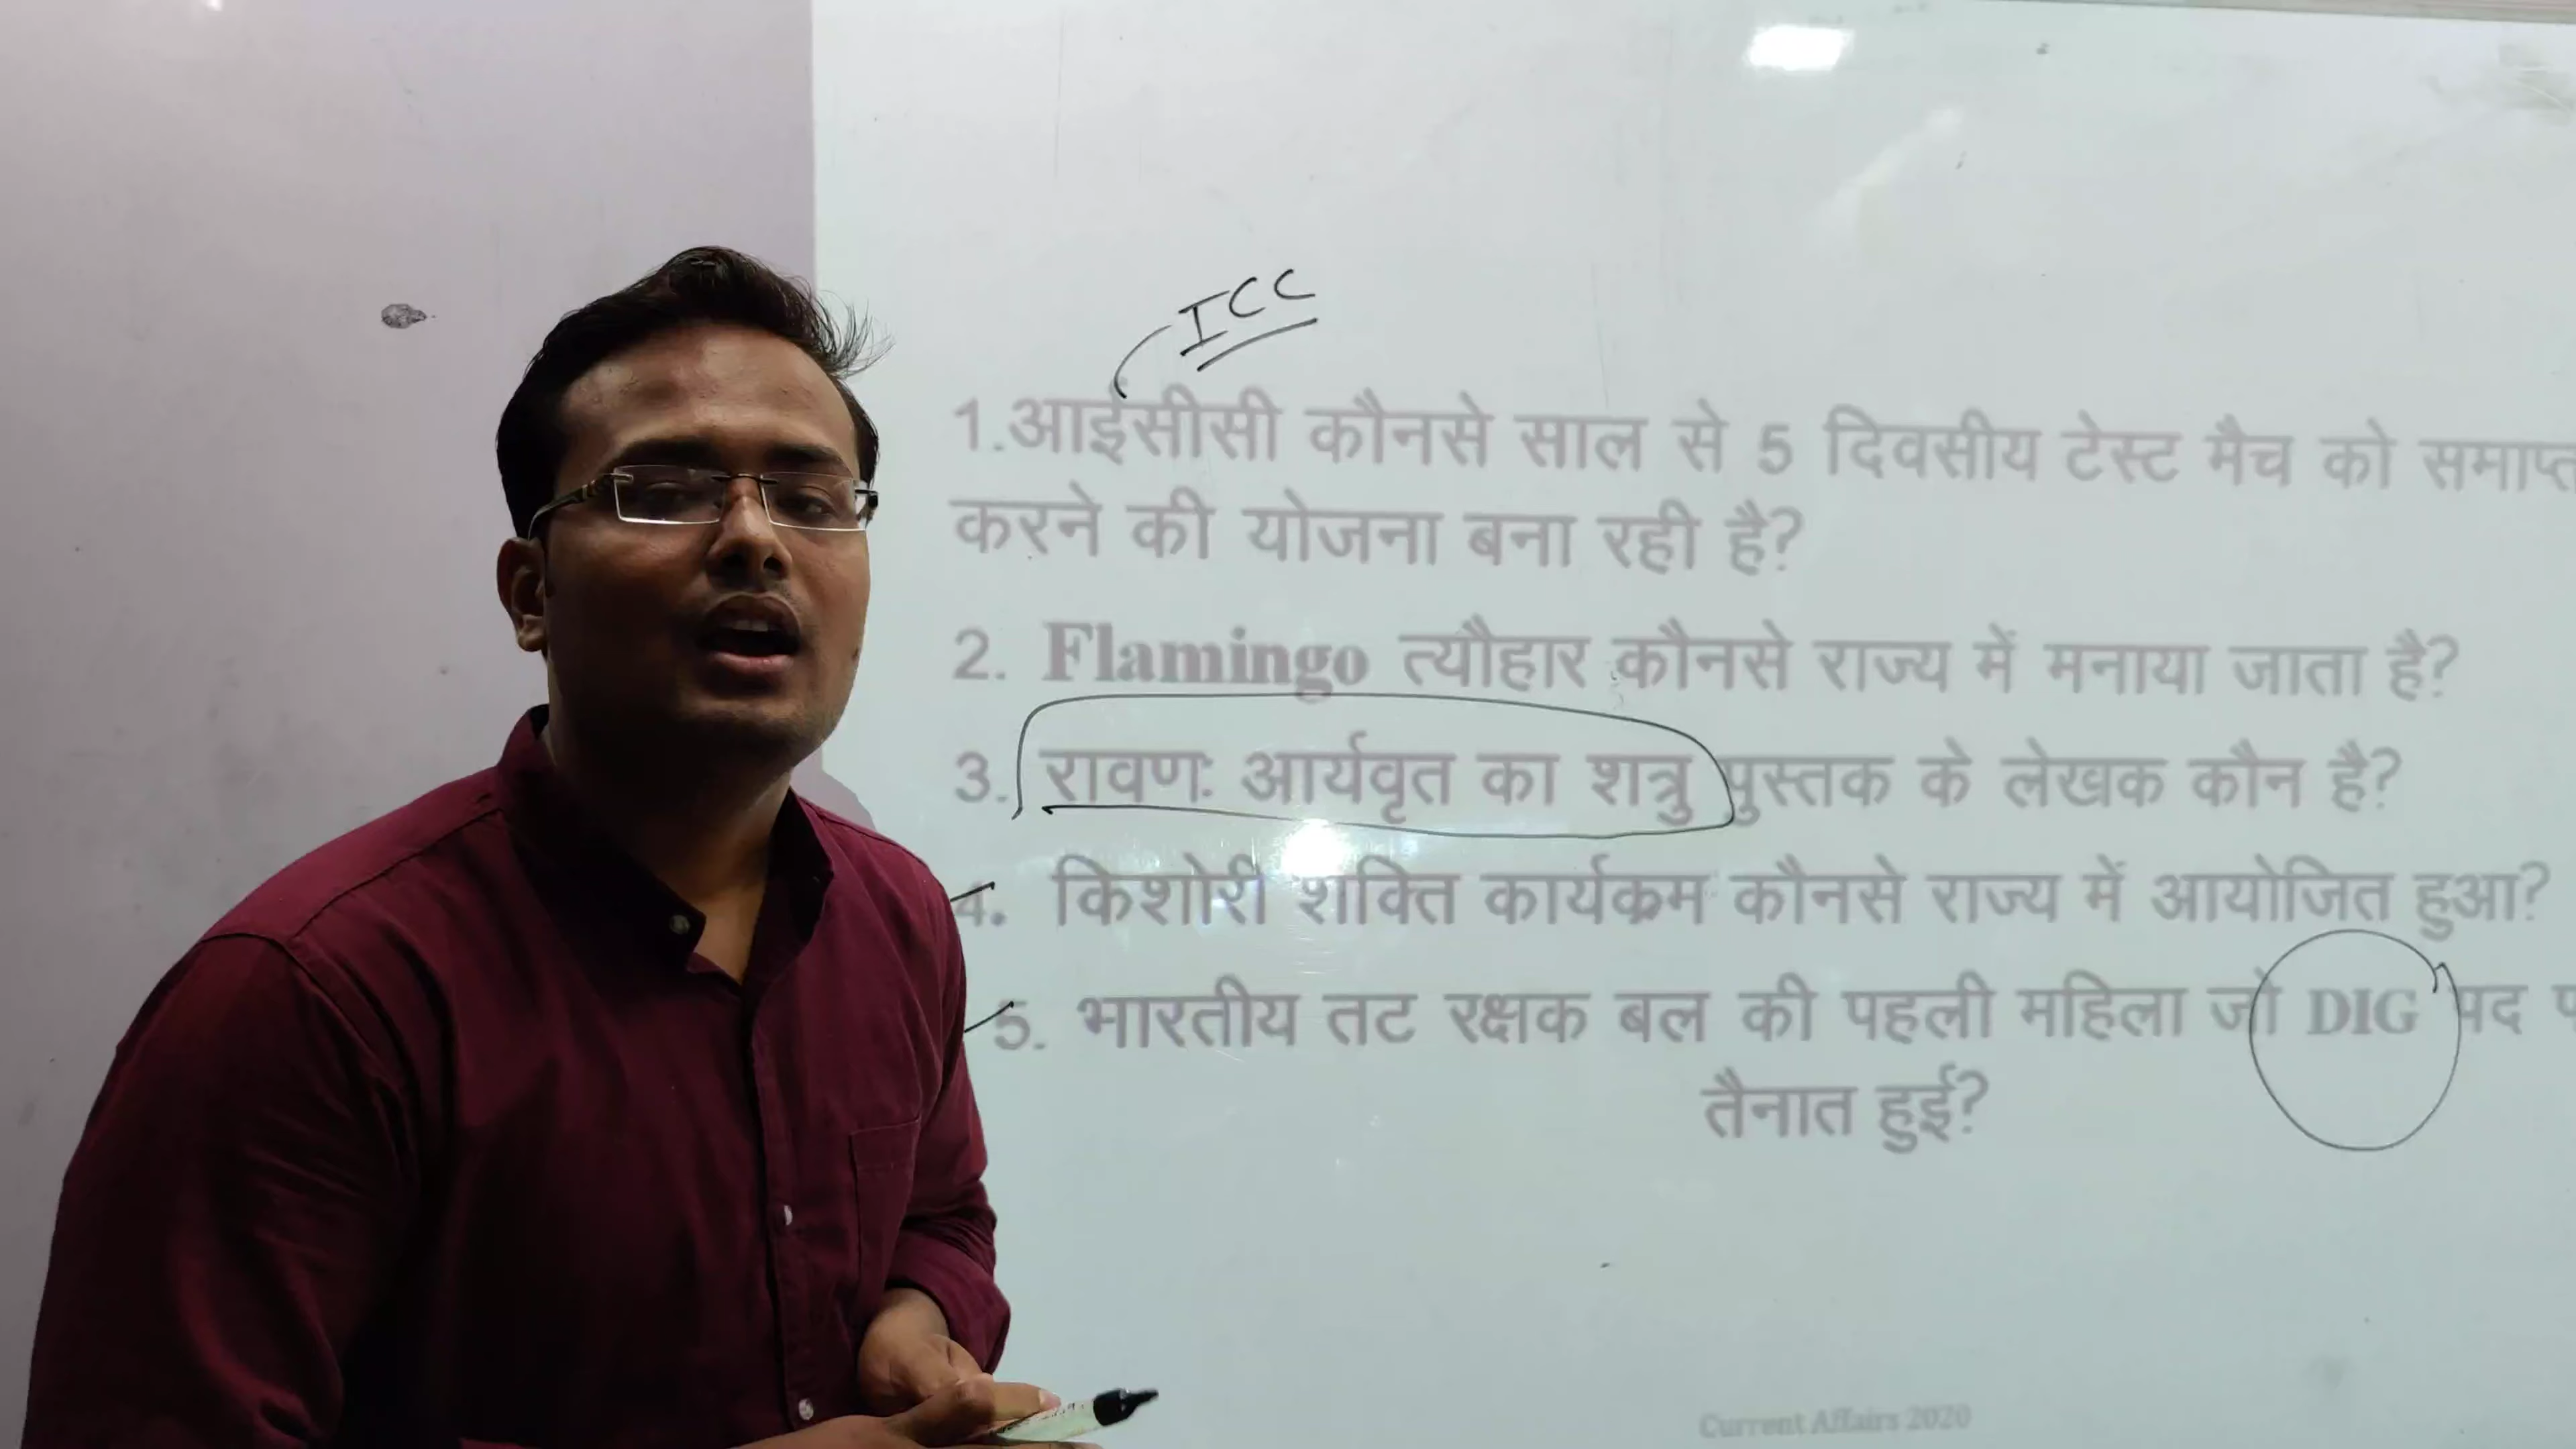 ICC
1.आईसीसी कौनसे साल से 5 दिवसीय टेस्ट मैच को समाप्त
करने की योजना बना रही है?
2. Flamingo त्यौहार कौनसे राज्य में मनाया जाता है?
3. रावण: आर्यवृत का शत्रु पुस्तक के लेखक कौन है?
4. किशोरी शक्ति कार्यक्रम कौनसे राज्य में आयोजित हुआ?
5. भारतीय तट रक्षक बल की पहली महिला जो DIG पद
तैनात हुई?
Current Affairs 2020